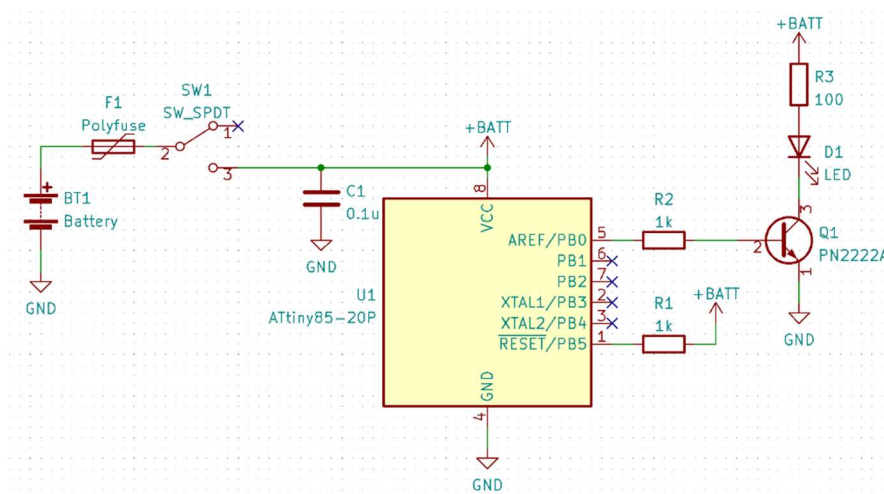 +BATT
R3
100
D1
LED
SW1
SW_SPDT
F1
Polyfuse
1
2
3
+BATT
+
BT1
Battery
C1
0.1u
GND
GND
8
VCC
U1
ATtiny85-20P
AREF/PB0
5
PB1
6
PB2
7
XTAL1/PB3
2
XTAL2/PB4
3
RESET/PB5
1
GND
4
GND
R2
1k
R1
1k
+BATT
3
2
1
Q1
PN2222A
GND